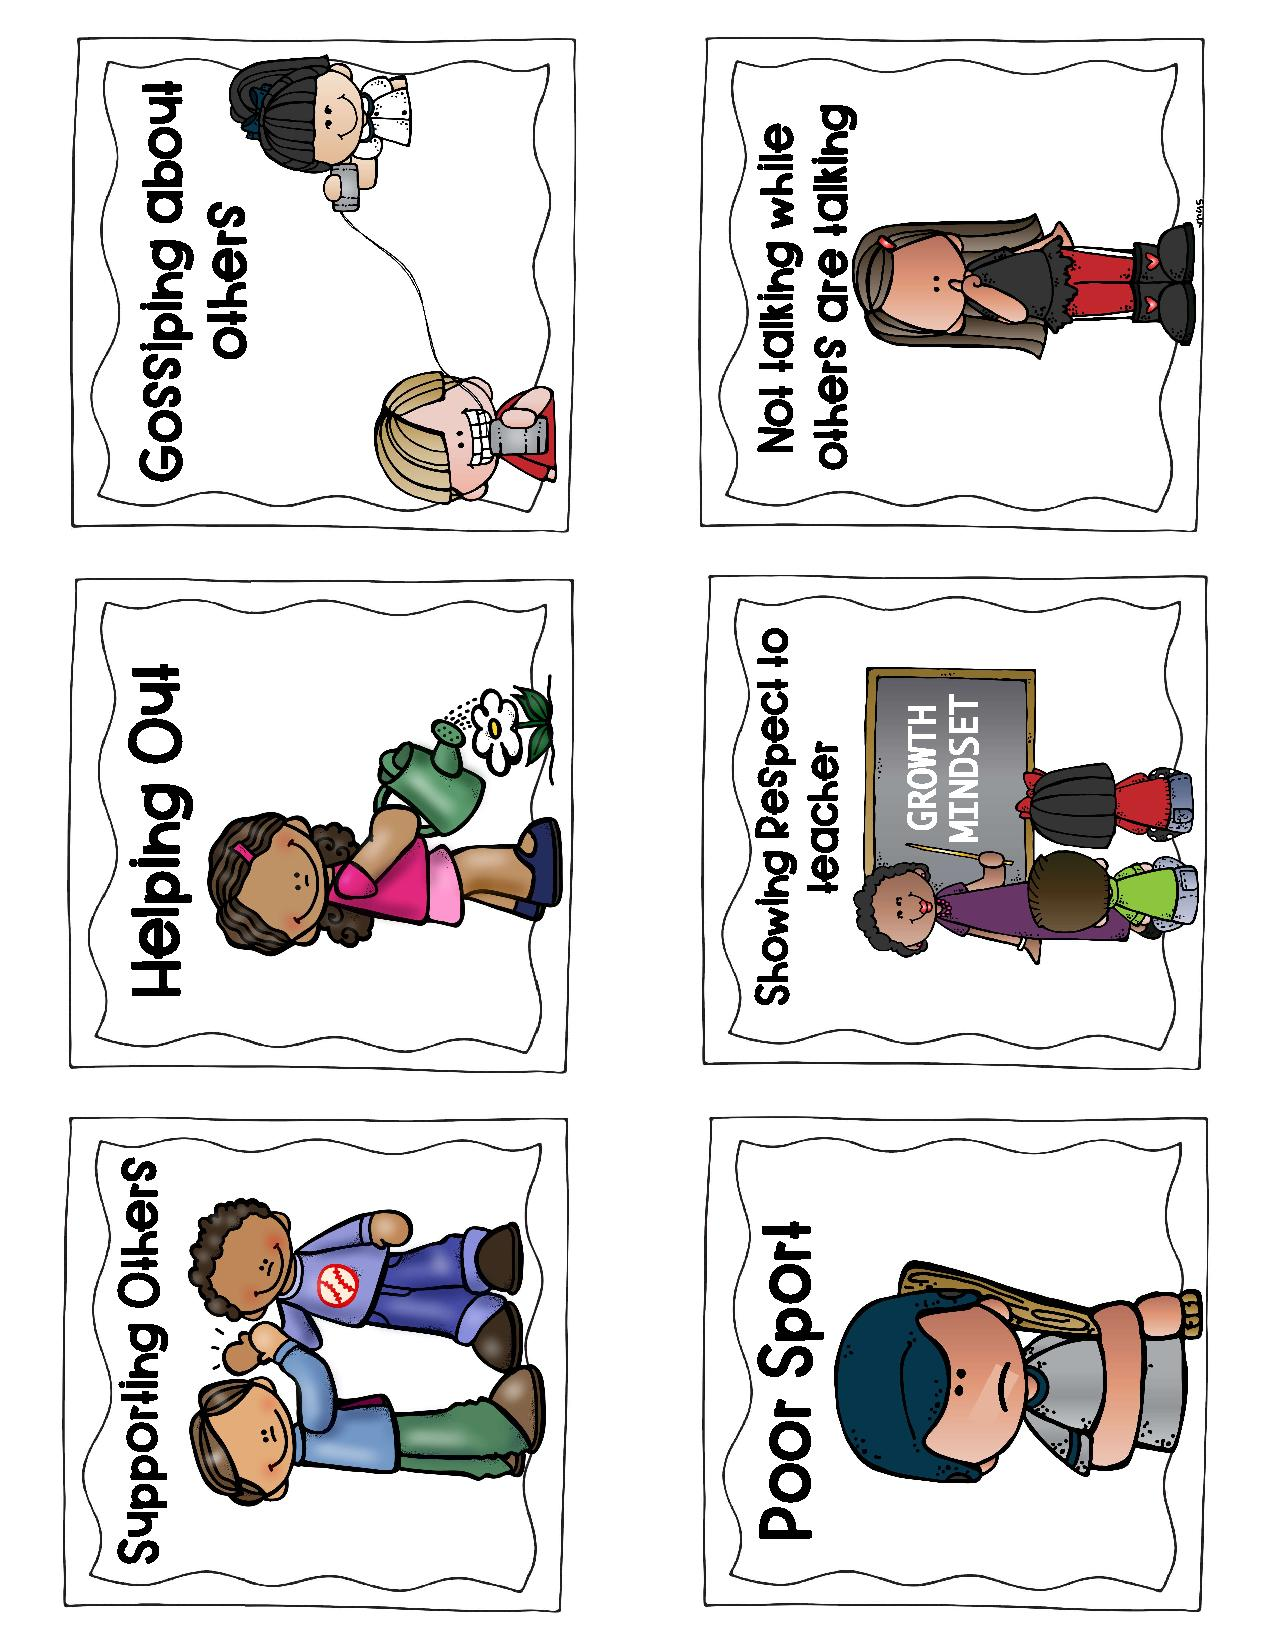 Supporting Others
Helping Out
Gossiping about
others
Poor Sport
Showing Respect to
teacher
GROWTH
MINDSET
Not talking while
others are talking